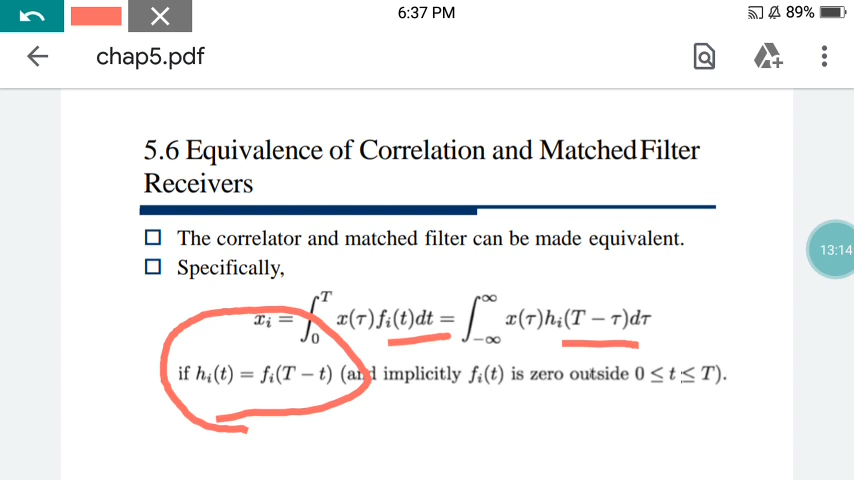 6:37 PM
89%
chap5.pdf
5.6 Equivalence of Correlation and Matched Filter
Receivers
The correlator and matched filter can be made equivalent.
Specifically,
x_i = ∫_0^T x(τ)f_i(t)dt = ∫_{-∞}^{∞} x(τ)h_i(T − τ)dτ
if h_i(t) = f_i(T − t) (and implicitly f_i(t) is zero outside 0 ≤ t ≤ T).
13:14